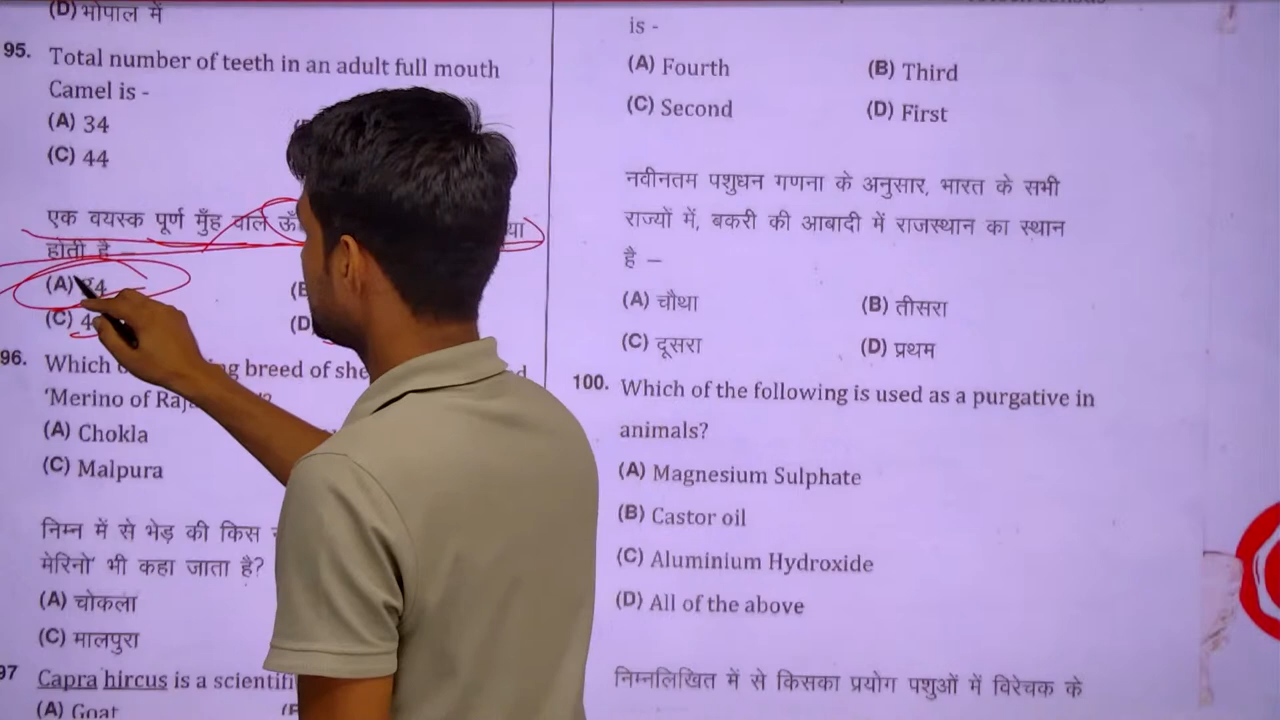 (D) भोपाल में
95. Total number of teeth in an adult full mouth
Camel is -
(A) 34
(C) 44
एक वयस्क पूर्ण मुँह वाले
होती है –
(A) 34
(C)
(D)
96. Which breed of
'Merino of
(A) Chokla
(C) Malpura
निम्न में से भेड़ की किस
मेरिनो' भी कहा जाता है?
(A) चोकला
(C) मालपुरा
97 Capra hircus is a
(A) Goat
is -
(A) Fourth (B) Third
(C) Second (D) First
नवीनतम पशुधन गणना के अनुसार, भारत के सभी
राज्यों में, बकरी की आबादी में राजस्थान का स्थान
है –
(A) चौथा (B) तीसरा
(C) दूसरा (D) प्रथम
100. Which of the following is used as a purgative in
animals?
(A) Magnesium Sulphate
(B) Castor oil
(C) Aluminium Hydroxide
(D) All of the above
निम्नलिखित में से किसका प्रयोग पशुओं में विरेचक के